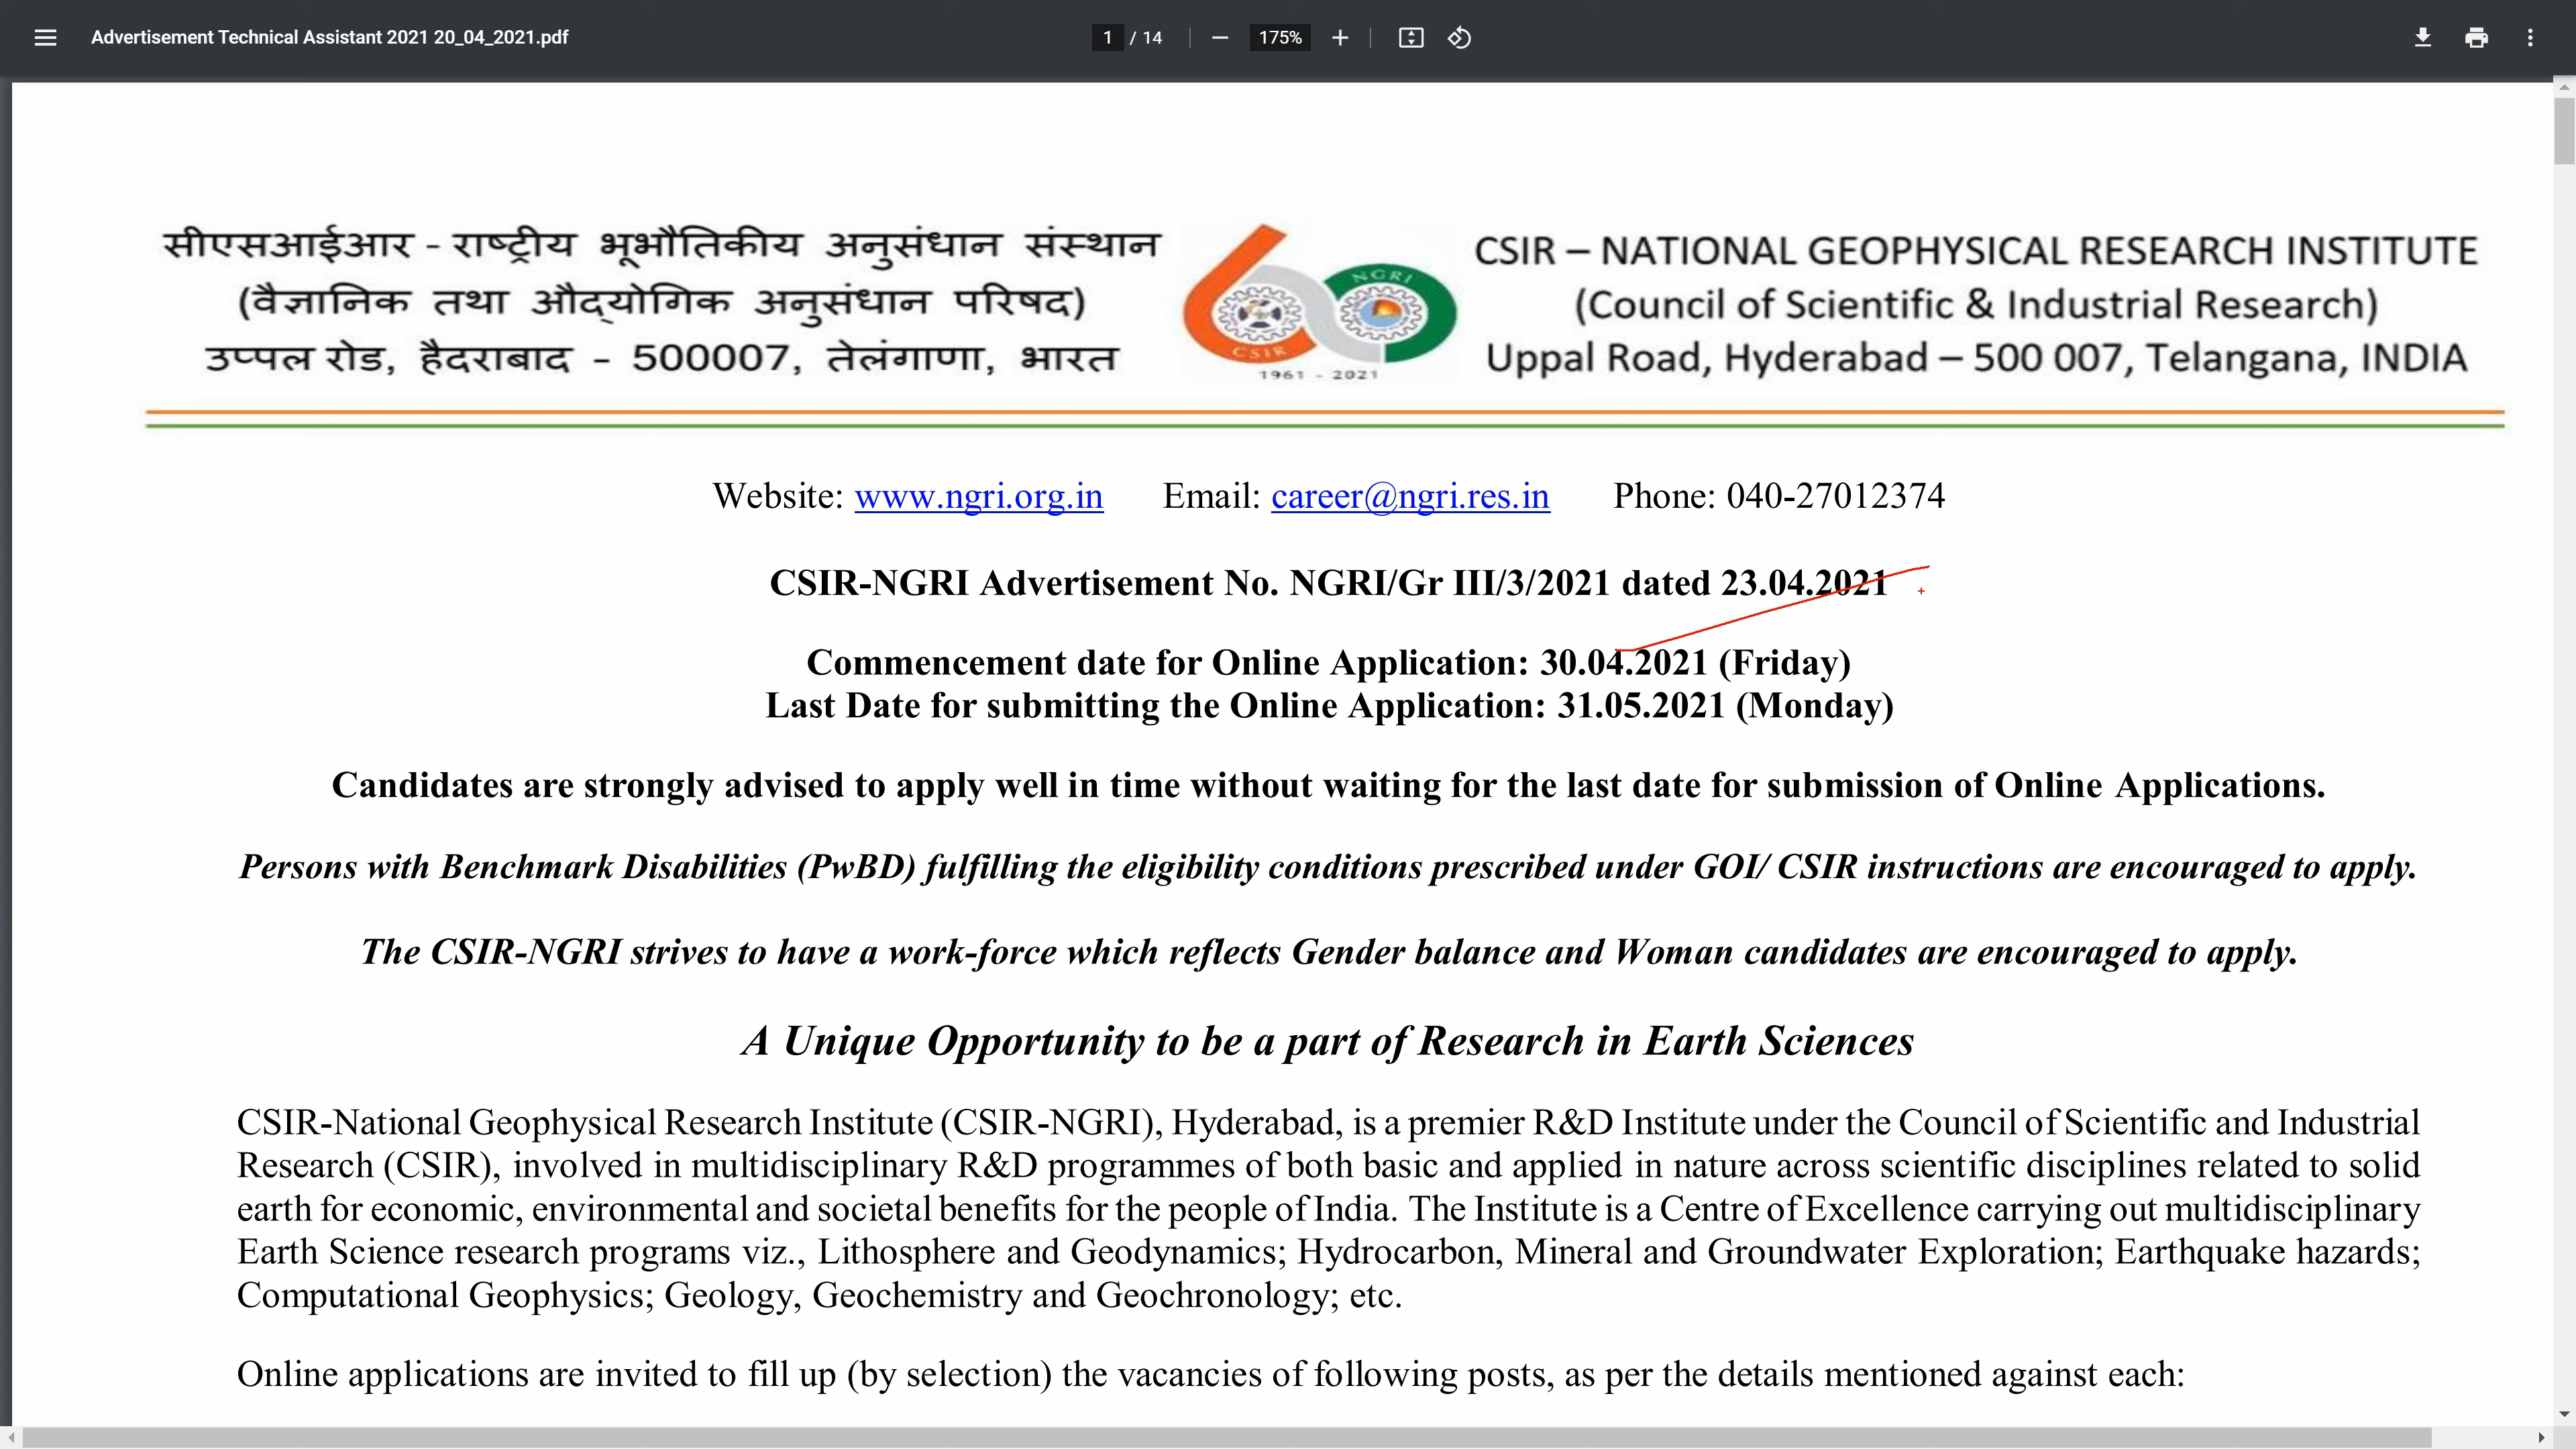 Advertisement Technical Assistant 2021 20_04_2021.pdf
1 / 14
175%
सीएसआईआर - राष्ट्रीय भूभौतिकीय अनुसंधान संस्थान
(वैज्ञानिक तथा औद्योगिक अनुसंधान परिषद)
उप्पल रोड, हैदराबाद - 500007, तेलंगाणा, भारत
NGRI
CSIR
1961 - 2021
CSIR – NATIONAL GEOPHYSICAL RESEARCH INSTITUTE
(Council of Scientific & Industrial Research)
Uppal Road, Hyderabad – 500 007, Telangana, INDIA
Website: www.ngri.org.in Email: career@ngri.res.in Phone: 040-27012374
CSIR-NGRI Advertisement No. NGRI/Gr III/3/2021 dated 23.04.2021
Commencement date for Online Application: 30.04.2021 (Friday)
Last Date for submitting the Online Application: 31.05.2021 (Monday)
Candidates are strongly advised to apply well in time without waiting for the last date for submission of Online Applications.
Persons with Benchmark Disabilities (PwBD) fulfilling the eligibility conditions prescribed under GOI/ CSIR instructions are encouraged to apply.
The CSIR-NGRI strives to have a work-force which reflects Gender balance and Woman candidates are encouraged to apply.
A Unique Opportunity to be a part of Research in Earth Sciences
CSIR-National Geophysical Research Institute (CSIR-NGRI), Hyderabad, is a premier R&D Institute under the Council of Scientific and Industrial
Research (CSIR), involved in multidisciplinary R&D programmes of both basic and applied in nature across scientific disciplines related to solid
earth for economic, environmental and societal benefits for the people of India. The Institute is a Centre of Excellence carrying out multidisciplinary
Earth Science research programs viz., Lithosphere and Geodynamics; Hydrocarbon, Mineral and Groundwater Exploration; Earthquake hazards;
Computational Geophysics; Geology, Geochemistry and Geochronology; etc.
Online applications are invited to fill up (by selection) the vacancies of following posts, as per the details mentioned against each: